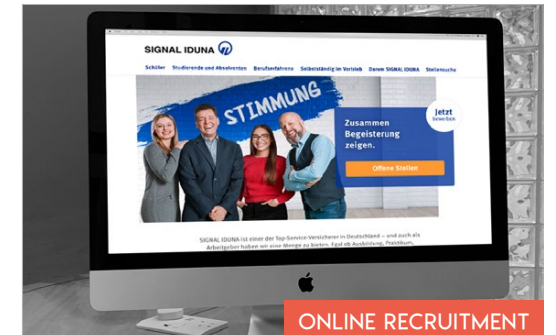 SIGNAL IDUNA
Schüler Studierende und Absolventen Berufserfahrene Selbstständig im Vertrieb Darum SIGNAL IDUNA Stellensuche
STIMMUNG
Jetzt
bewerben
Zusammen
Begeisterung
zeigen.
Offene Stellen
SIGNAL IDUNA ist einer der Top-Service-Versicherer in Deutschland – und auch als
Arbeitgeber haben wir eine Menge zu bieten. Egal ob Ausbildung, Praktikum,
ONLINE RECRUITMENT